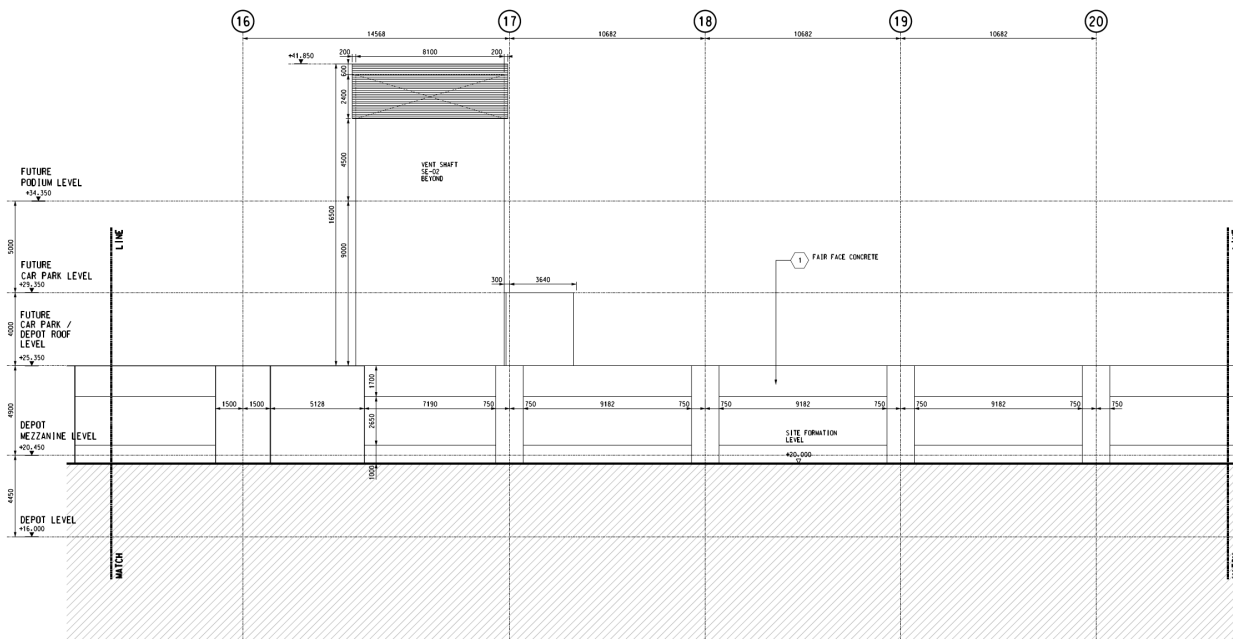 16
17
18
19
20
14568
10682
10682
10682
+41.850
200
8100
200
600
2400
4500
16500
9000
VENT SHAFT
SE-02
BEYOND
FUTURE
PODIUM LEVEL
+34.350
5000
LINE
FUTURE
CAR PARK LEVEL
+29.350
300
3640
1
FAIR FACE CONCRETE
4000
FUTURE
CAR PARK /
DEPOT ROOF
LEVEL
+25.350
4900
1700
1500
1500
5128
7190
750
750
9182
750
750
9182
750
750
9182
750
750
2650
DEPOT
MEZZANINE LEVEL
+20.450
SITE FORMATION
LEVEL
+20.000
1000
4450
DEPOT LEVEL
+16.000
MATCH